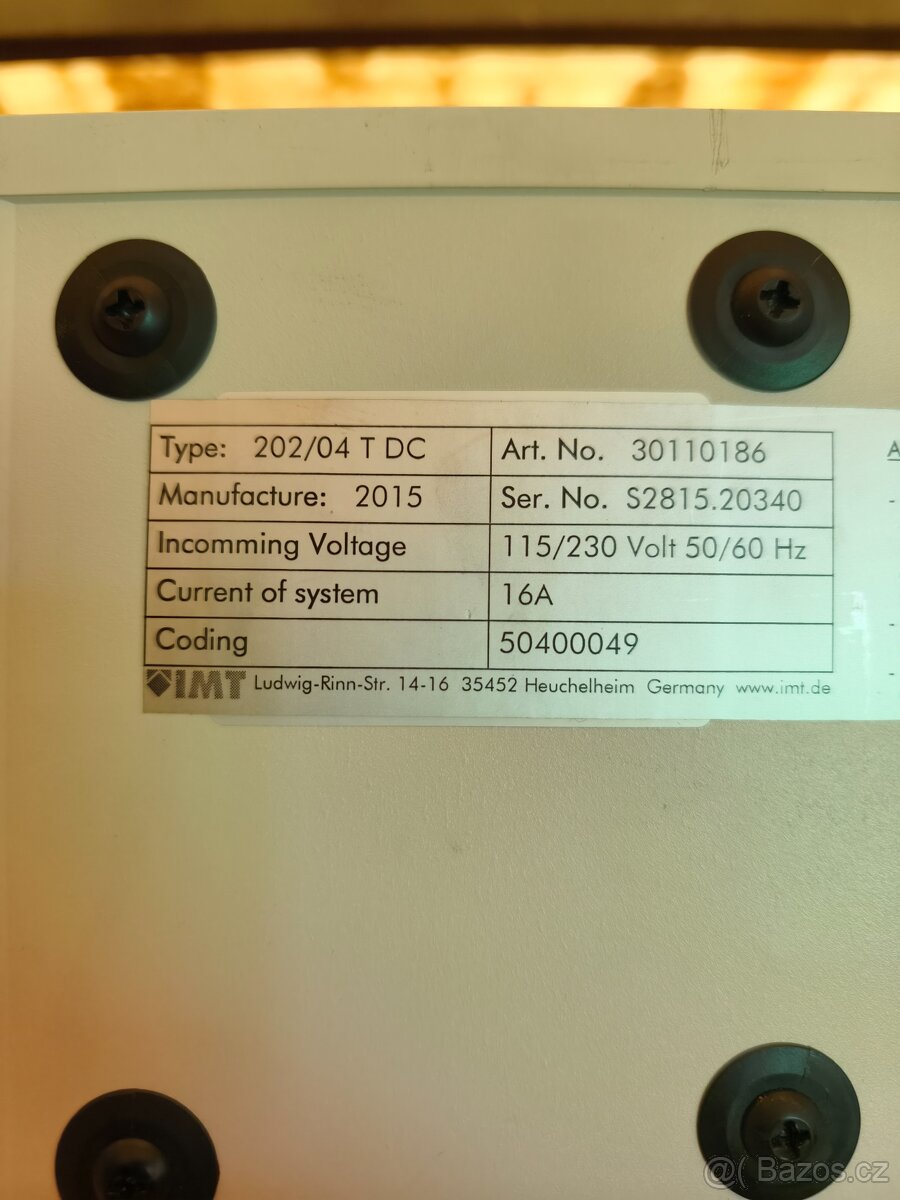 Type: 202/04 T DC Art. No. 30110186
Manufacture: 2015 Ser. No. S2815.20340
Incomming Voltage 115/230 Volt 50/60 Hz
Current of system 16A
Coding 50400049
IMT Ludwig-Rinn-Str. 14-16 35452 Heuchelheim Germany www.imt.de
A
-
-
-
@( Bazos.cz